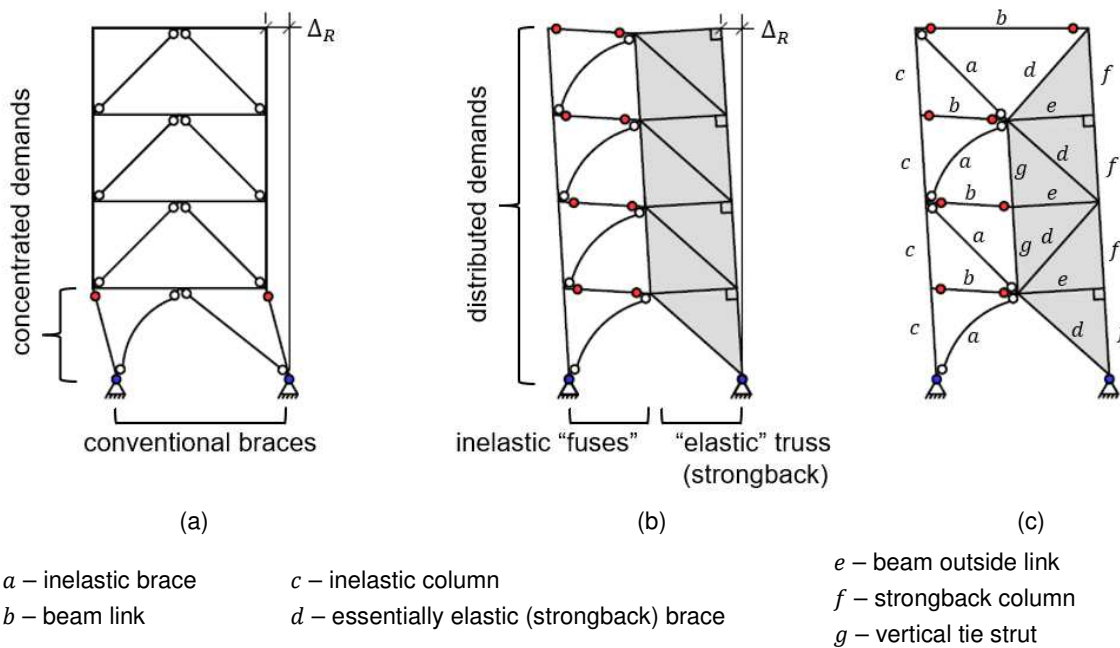 Δ_R
Δ_R
concentrated demands
distributed demands
b
c
a
d
f
b
e
c
a
g
d
f
b
e
c
a
g
d
f
b
e
c
a
d
f
conventional braces
inelastic “fuses”
“elastic” truss
(strongback)
(a)
(b)
(c)
a – inelastic brace
b – beam link
c – inelastic column
d – essentially elastic (strongback) brace
e – beam outside link
f – strongback column
g – vertical tie strut